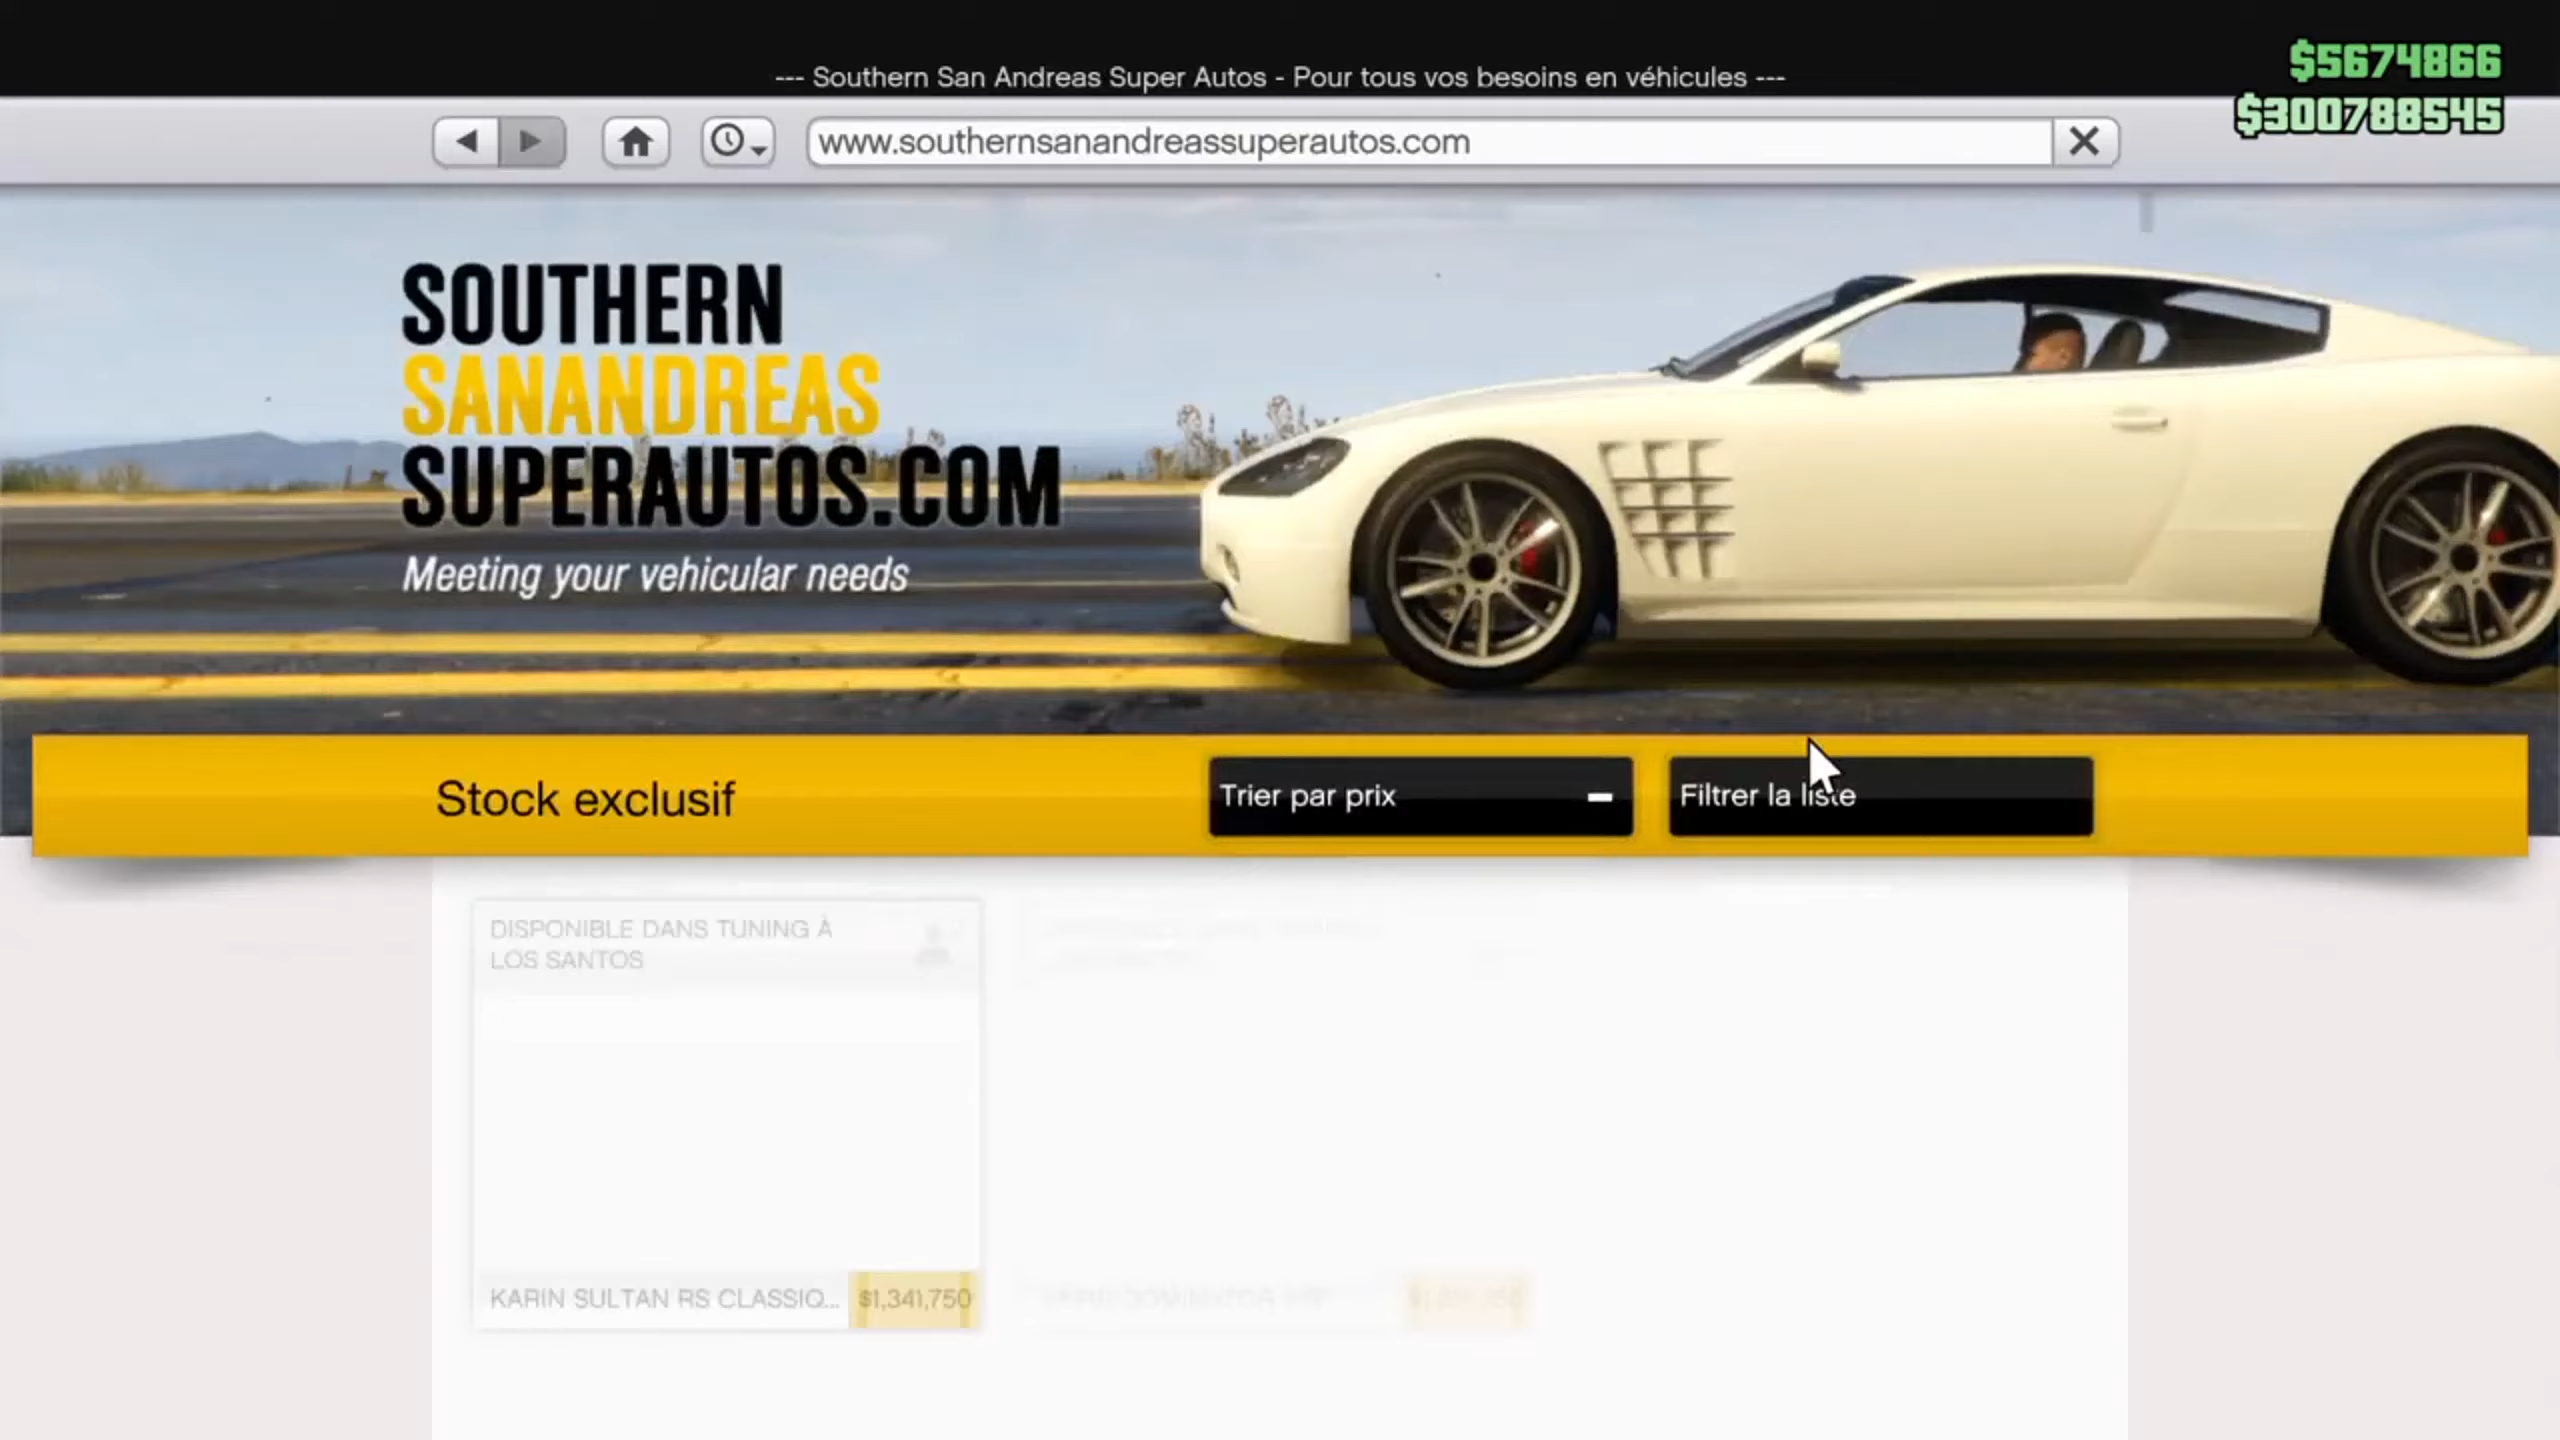 --- Southern San Andreas Super Autos - Pour tous vos besoins en véhicules ---
$5674866
$300788545
www.southernsanandreassuperautos.com
SOUTHERN
SANANDREAS
SUPERAUTOS.COM
Meeting your vehicular needs
Stock exclusif
Trier par prix
Filtrer la liste
DISPONIBLE DANS TUNING À
LOS SANTOS
KARIN SULTAN RS CLASSIQ...
$1,341,750